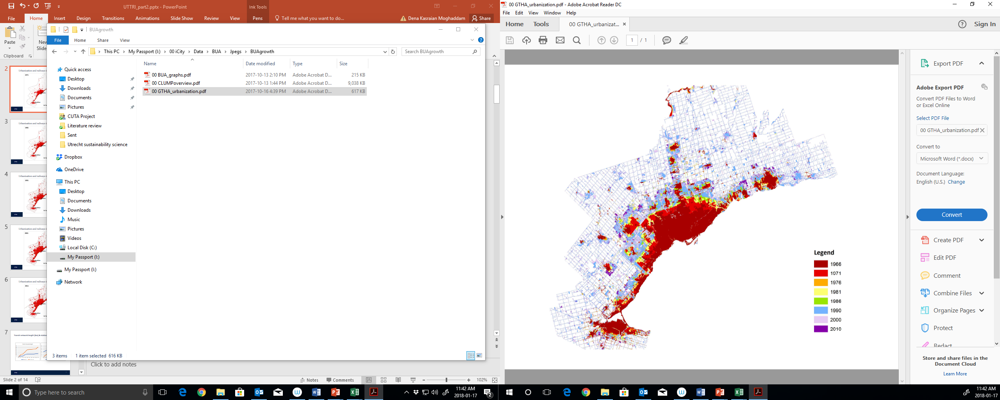 UTTRI_part2.pptx - PowerPoint
Ink Tools
File
Home
Insert
Design
Transitions
Animations
Slide Show
Review
View
Pens
Tell me what you want to do...
Dena Kasraian Moghaddam
Share
Paste
New
Slide
Clipboard
2
3
4
5
6
7
1971
1981
1991
2001
2011
Transit network length (km) & station
BUAgrowth
File
Home
Share
View
This PC
My Passport (I:)
00 iCity
Data
BUA
Jpegs
BUAgrowth
Search BUAgrowth
Name
Date modified
Type
Size
00 BUA_graphs.pdf 2017-10-13 2:10 PM Adobe Acrobat D... 215 KB
00 CLUMPoverview.pdf 2017-10-13 1:44 PM Adobe Acrobat D... 9,038 KB
00 GTHA_urbanization.pdf 2017-10-16 4:39 PM Adobe Acrobat D... 617 KB
Quick access
Desktop
Downloads
Documents
Pictures
CUTA Project
Literature review
Sent
Utrecht sustainability science
Dropbox
OneDrive
This PC
Desktop
Documents
Downloads
Music
Pictures
Videos
Local Disk (C:)
My Passport (I:)
My Passport (I:)
Network
3 items
1 item selected 616 KB
Click to add notes
Slide 2 of 14
Notes
Comments
102%
Type here to search
11:42 AM
2018-01-17
2
00 GTHA_urbanization.pdf - Adobe Acrobat Reader DC
File
Edit
View
Window
Help
Home
Tools
00 GTHA_urbanizat...
Sign In
1 / 1
Legend
1966
1971
1976
1981
1986
1990
2000
2010
Export PDF
Adobe Export PDF
Convert PDF Files to Word
or Excel Online
Select PDF File
00 GTHA_urbanization.pdf
Convert to
Microsoft Word (*.docx)
Document Language:
English (U.S.) Change
Convert
Create PDF
Edit PDF
Comment
Combine Files
Organize Pages
Protect
Redact
Store and share files in the
Document Cloud
Learn More
11:42 AM
2018-01-17